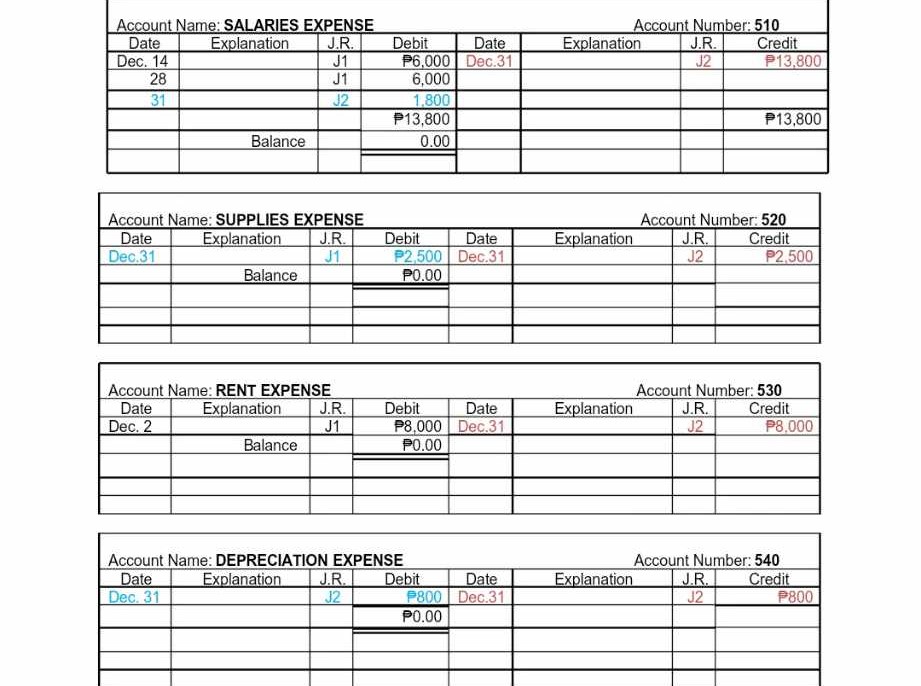 Account Name: SALARIES EXPENSE Account Number: 510
Date Explanation J.R. Debit Date Explanation J.R. Credit
Dec. 14 J1 ₱6,000 Dec.31 J2 ₱13,800
28 J1 6,000
31 J2 1,800
₱13,800 ₱13,800
Balance 0.00
Account Name: SUPPLIES EXPENSE Account Number: 520
Date Explanation J.R. Debit Date Explanation J.R. Credit
Dec.31 J1 ₱2,500 Dec.31 J2 ₱2,500
Balance ₱0.00
Account Name: RENT EXPENSE Account Number: 530
Date Explanation J.R. Debit Date Explanation J.R. Credit
Dec. 2 J1 ₱8,000 Dec.31 J2 ₱8,000
Balance ₱0.00
Account Name: DEPRECIATION EXPENSE Account Number: 540
Date Explanation J.R. Debit Date Explanation J.R. Credit
Dec. 31 J2 ₱800 Dec.31 J2 ₱800
₱0.00